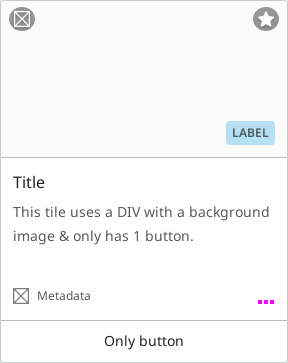 LABEL
Title
This tile uses a DIV with a background
image & only has 1 button.
Metadata
Only button